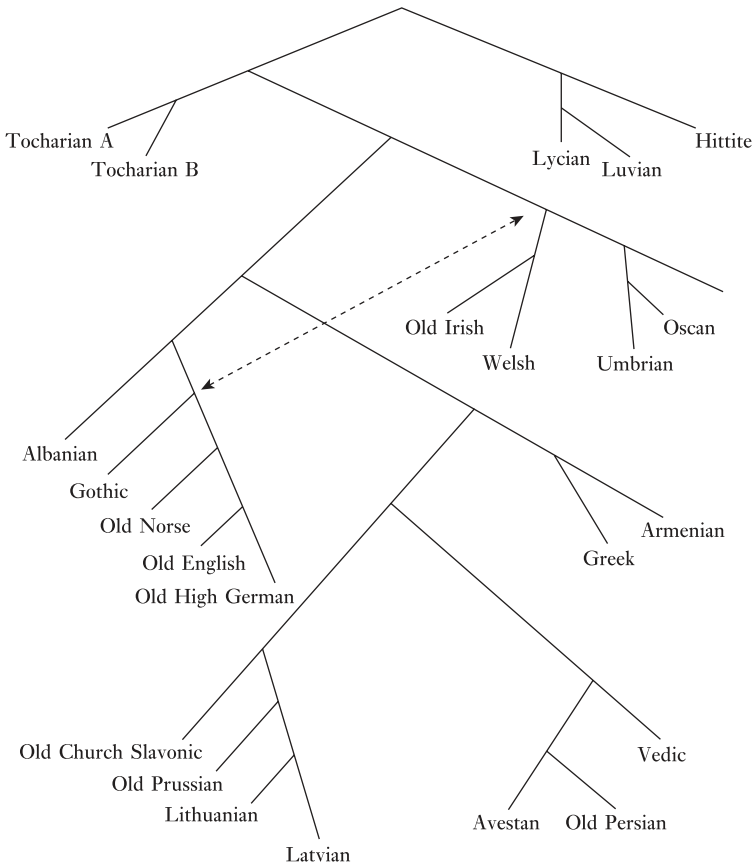 Tocharian A
Tocharian B
Lycian
Luvian
Hittite
Old Irish
Welsh
Umbrian
Oscan
Albanian
Gothic
Old Norse
Old English
Old High German
Armenian
Greek
Old Church Slavonic
Old Prussian
Lithuanian
Latvian
Vedic
Avestan
Old Persian